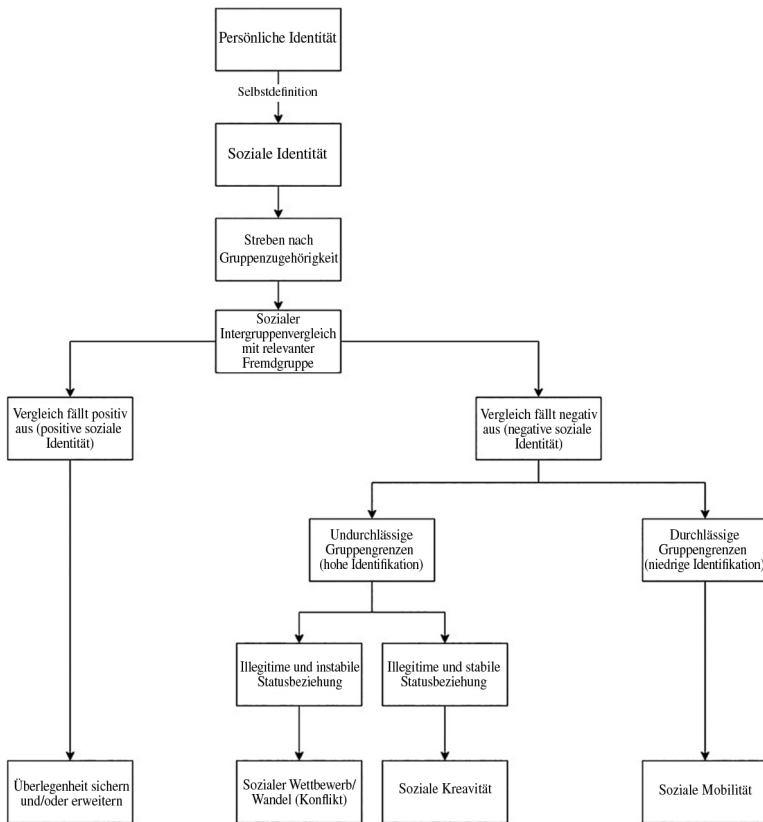 Persönliche Identität
Selbstdefinition
Soziale Identität
Streben nach
Gruppenzugehörigkeit
Sozialer
Intergruppenvergleich
mit relevanter
Fremdgruppe
Vergleich fällt positiv
aus (positive soziale
Identität)
Vergleich fällt negativ
aus (negative soziale
Identität)
Undurchlässige
Gruppengrenzen
(hohe Identifikation)
Durchlässige
Gruppengrenzen
(niedrige Identifikation)
Illegitime und instabile
Statusbeziehung
Illegitime und stabile
Statusbeziehung
Überlegenheit sichern
und/oder erweitern
Sozialer Wettbewerb/
Wandel (Konflikt)
Soziale Kreavität
Soziale Mobilität